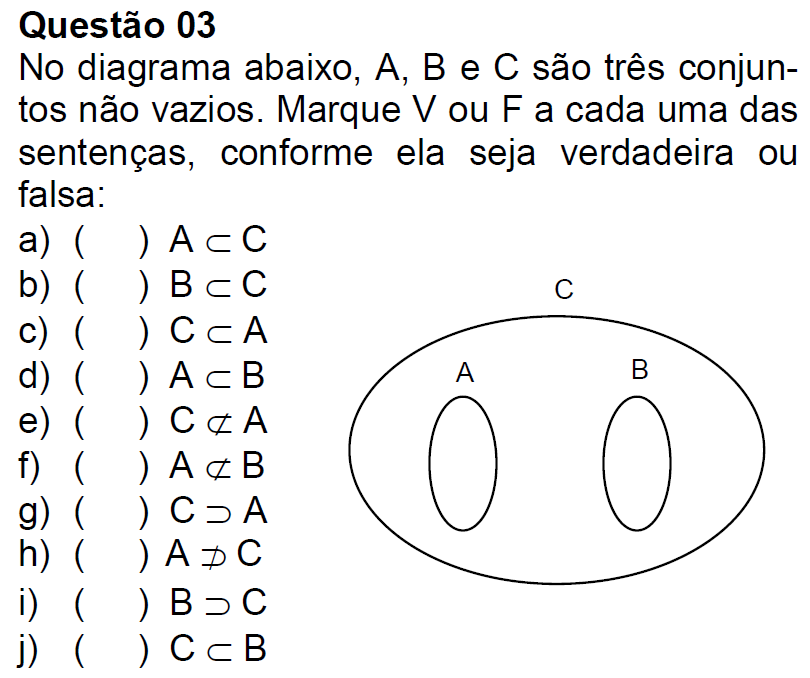 Questão 03
No diagrama abaixo, A, B e C são três conjun-
tos não vazios. Marque V ou F a cada uma das
sentenças, conforme ela seja verdadeira ou
falsa:
a) (    ) A ⊂ C
b) (    ) B ⊂ C
c) (    ) C ⊂ A
d) (    ) A ⊂ B
e) (    ) C ⊄ A
f) (    ) A ⊄ B
g) (    ) C ⊃ A
h) (    ) A ⊅ C
i) (    ) B ⊃ C
j) (    ) C ⊂ B
C
A B